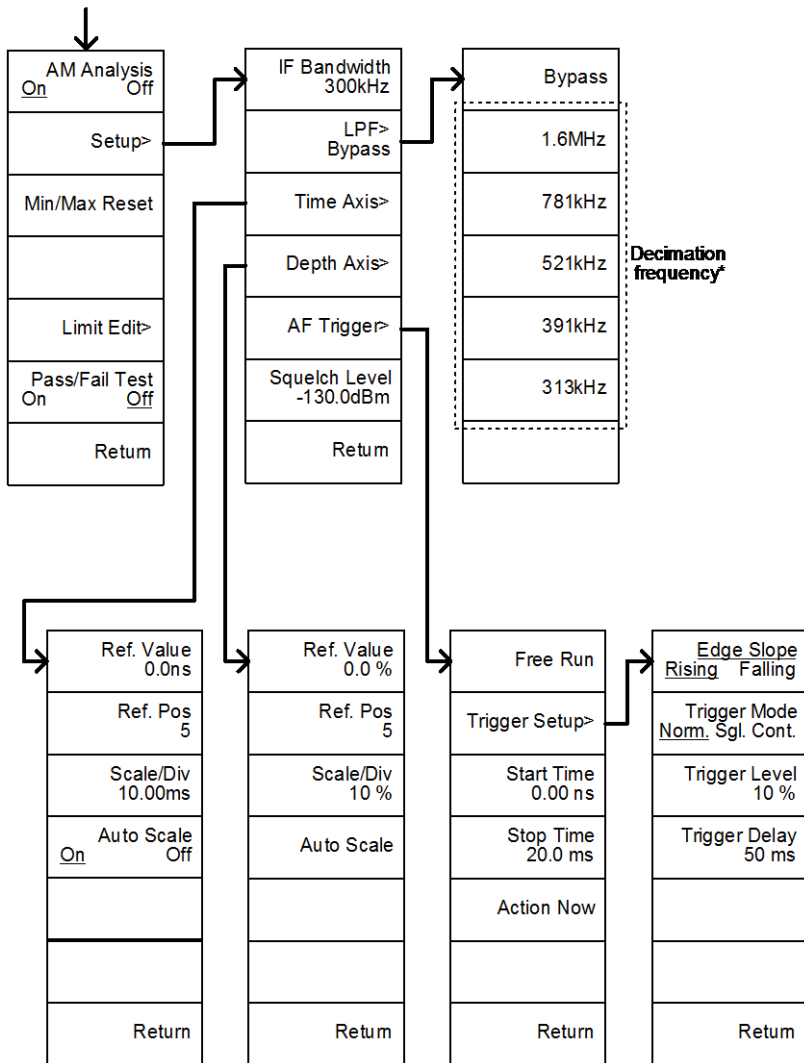 AM Analysis
On Off
Setup>
Min/Max Reset
Limit Edit>
Pass/Fail Test
On Off
Return
IF Bandwidth
300kHz
LPF>
Bypass
Time Axis>
Depth Axis>
AF Trigger>
Squelch Level
-130.0dBm
Return
Bypass
1.6MHz
781kHz
521kHz
391kHz
313kHz
Decimation
frequency*
Ref. Value
0.0ns
Ref. Pos
5
Scale/Div
10.00ms
Auto Scale
On Off
Return
Ref. Value
0.0 %
Ref. Pos
5
Scale/Div
10 %
Auto Scale
Return
Free Run
Trigger Setup>
Start Time
0.00 ns
Stop Time
20.0 ms
Action Now
Return
Edge Slope
Rising Falling
Trigger Mode
Norm. Sgl. Cont.
Trigger Level
10 %
Trigger Delay
50 ms
Return